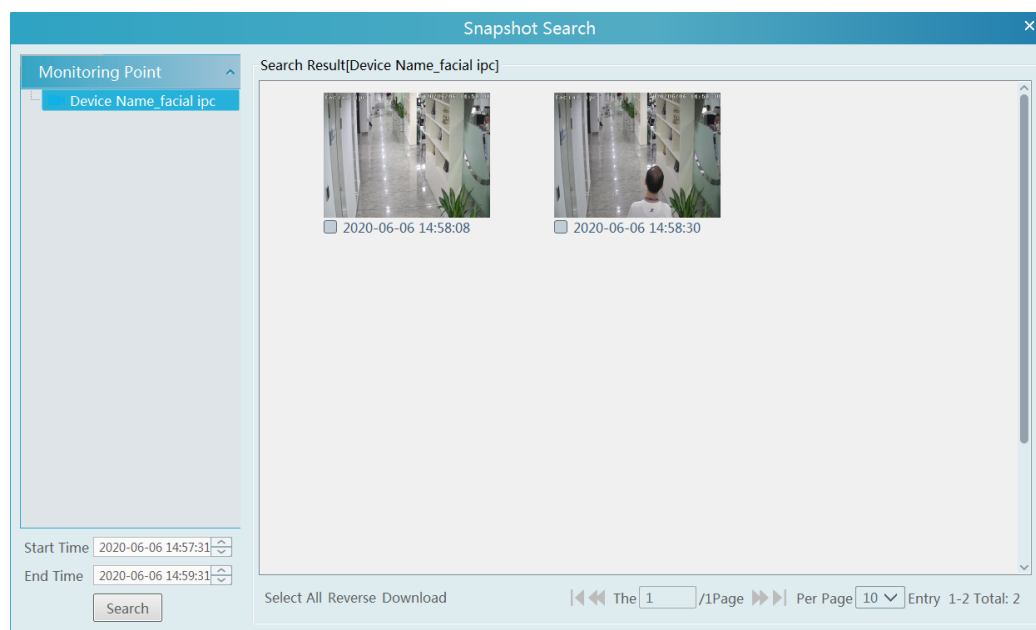 Snapshot Search
Monitoring Point
Device Name_facial ipc
Search Result[Device Name_facial ipc]
2020-06-06 14:58:08
2020-06-06 14:58:30
Start Time 2020-06-06 14:57:31
End Time 2020-06-06 14:59:31
Search
Select All Reverse Download The 1 /1Page Per Page 10 Entry 1-2 Total: 2